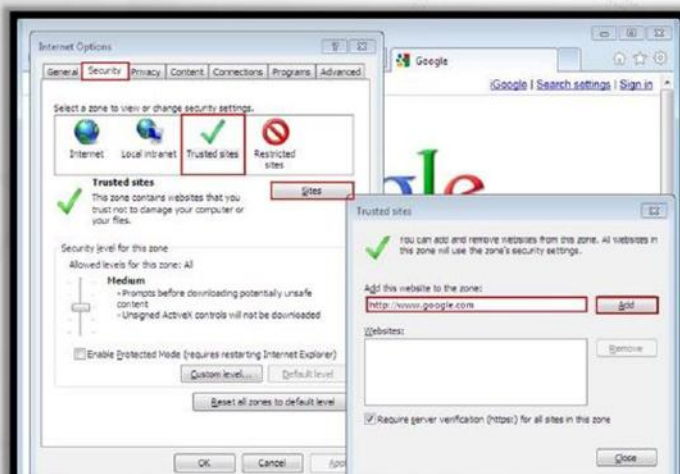 Internet Options
General Security Privacy Content Connections Programs Advanced
Select a zone to view or change security settings.
Internet
Local intranet
Trusted sites
Restricted sites
Trusted sites
This zone contains websites that you
trust not to damage your computer or
your files.
Sites
Security level for this zone
Allowed levels for this zone: All
Medium
- Prompts before downloading potentially unsafe
content
- Unsigned ActiveX controls will not be downloaded
Enable Protected Mode (requires restarting Internet Explorer)
Custom level...
Default level
Reset all zones to default level
OK
Cancel
Google
iGoogle | Search settings | Sign in
Trusted sites
You can add and remove websites from this zone. All websites in
this zone will use the zone's security settings.
Add this website to the zone:
http://www.google.com
Add
Websites:
Remove
Require server verification (https:) for all sites in this zone
Close